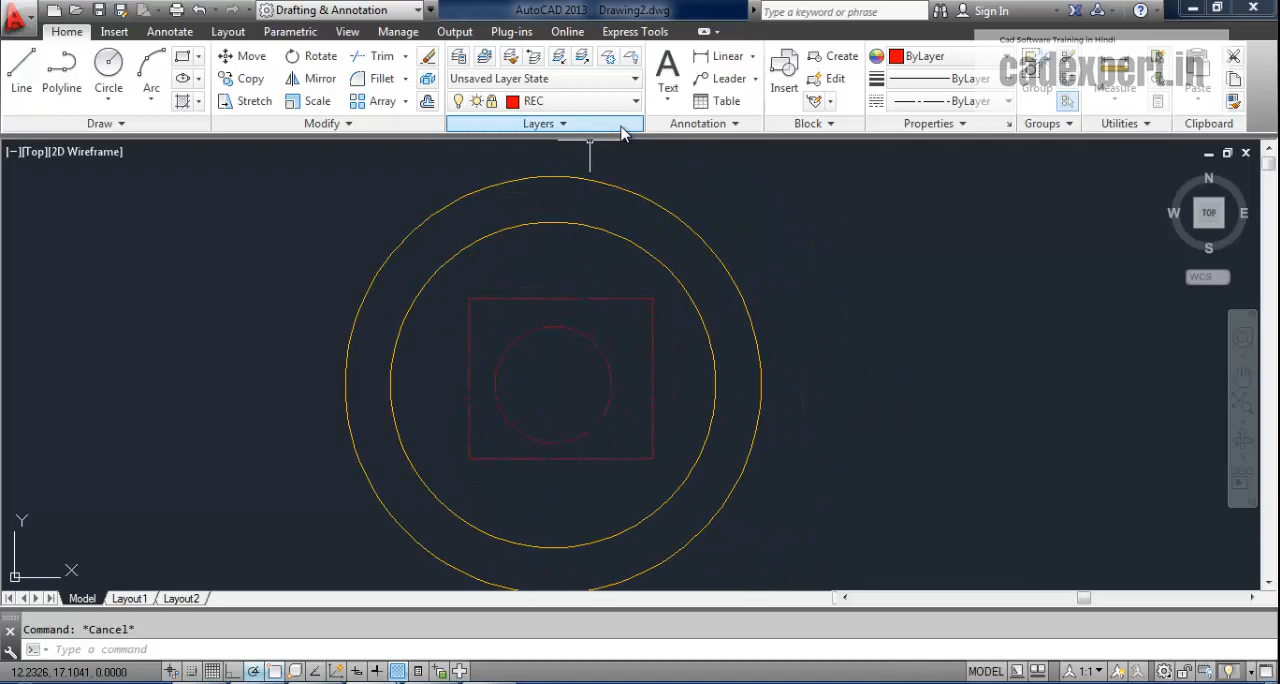 Drafting & Annotation
AutoCAD 2013 Drawing2.dwg
Type a keyword or phrase
Sign In
Home Insert Annotate Layout Parametric View Manage Output Plug-ins Online Express Tools
Cad Software Training in Hindi
cadexpert.in
Move Rotate Trim Unsaved Layer State Linear Create ByLayer
Copy Mirror Fillet Leader Edit ByLayer
Line Polyline Circle Arc Text Insert Group Measure Paste
Stretch Scale Array REC Table ByLayer
Draw Modify Layers Annotation Block Properties Groups Utilities Clipboard
[−][Top][2D Wireframe]
N
W TOP E
S
WCS
Y
X
Model Layout1 Layout2
Command: *Cancel*
Type a command
12.2326, 17.1041, 0.0000
MODEL
1:1